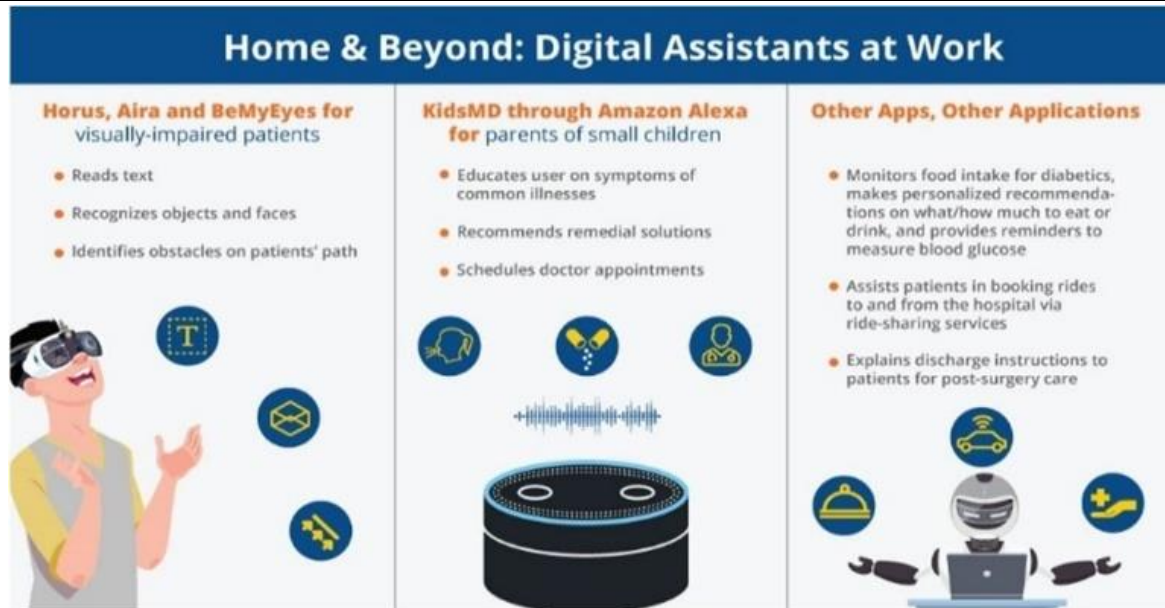 Home & Beyond: Digital Assistants at Work
Horus, Aira and BeMyEyes for
visually-impaired patients
Reads text
Recognizes objects and faces
Identifies obstacles on patients' path
T
KidsMD through Amazon Alexa
for parents of small children
Educates user on symptoms of
common illnesses
Recommends remedial solutions
Schedules doctor appointments
Other Apps, Other Applications
Monitors food intake for diabetics,
makes personalized recommenda-
tions on what/how much to eat or
drink, and provides reminders to
measure blood glucose
Assists patients in booking rides
to and from the hospital via
ride-sharing services
Explains discharge instructions to
patients for post-surgery care